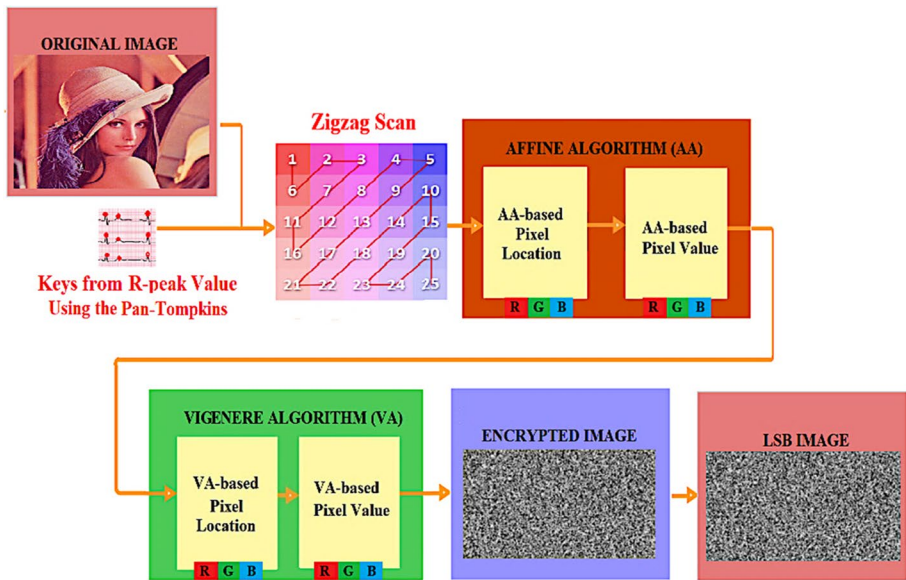 ORIGINAL IMAGE
Keys from R-peak Value
Using the Pan-Tompkins
Zigzag Scan
1 2 3 4 5
6 7 8 9 10
11 12 13 14 15
16 17 18 19 20
21 22 23 24 25
AFFINE ALGORITHM (AA)
AA-based
Pixel
Location
R G B
AA-based
Pixel Value
R G B
VIGENERE ALGORITHM (VA)
VA-based
Pixel
Location
R G B
VA-based
Pixel Value
R G B
ENCRYPTED IMAGE
LSB IMAGE